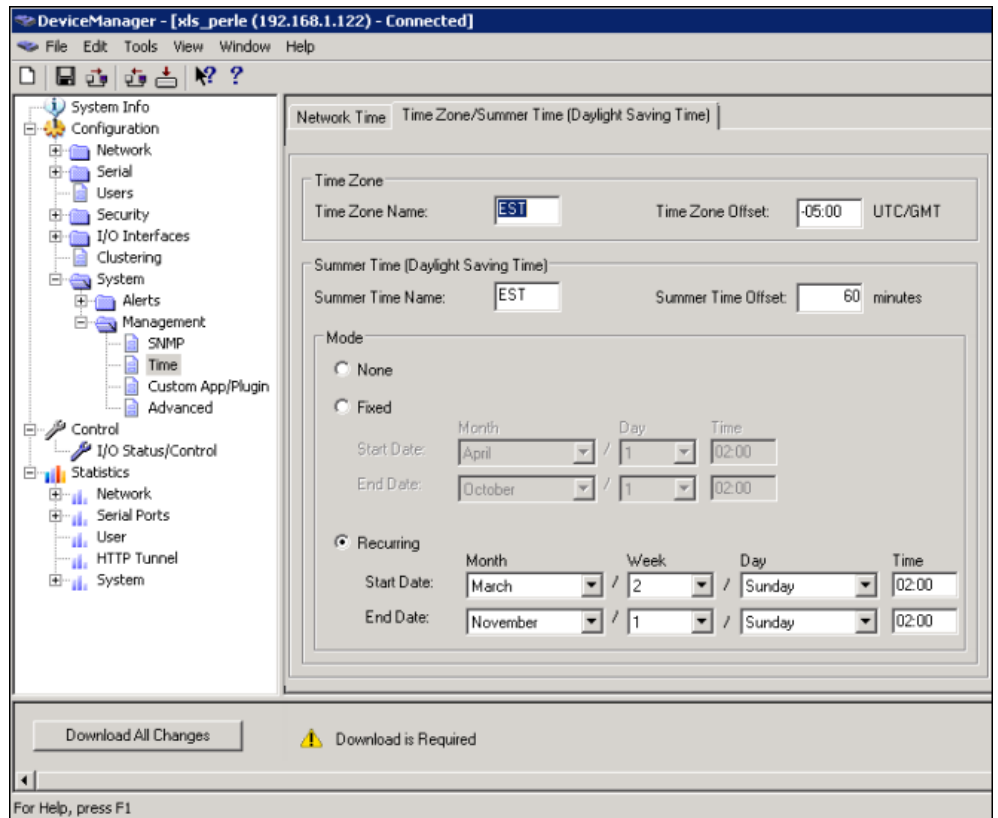 DeviceManager - [xls_perle (192.168.1.122) - Connected]
File Edit Tools View Window Help
System Info
Configuration
Network
Serial
Users
Security
I/O Interfaces
Clustering
System
Alerts
Management
SNMP
Time
Custom App/Plugin
Advanced
Control
I/O Status/Control
Statistics
Network
Serial Ports
User
HTTP Tunnel
System
Network Time Time Zone/Summer Time (Daylight Saving Time)
Time Zone
Time Zone Name: EST Time Zone Offset: -05:00 UTC/GMT
Summer Time (Daylight Saving Time)
Summer Time Name: EST Summer Time Offset: 60 minutes
Mode
None
Fixed
Month Day Time
Start Date: April / 1 02:00
End Date: October / 1 02:00
Recurring
Month Week Day Time
Start Date: March / 2 / Sunday 02:00
End Date: November / 1 / Sunday 02:00
Download All Changes Download is Required
For Help, press F1